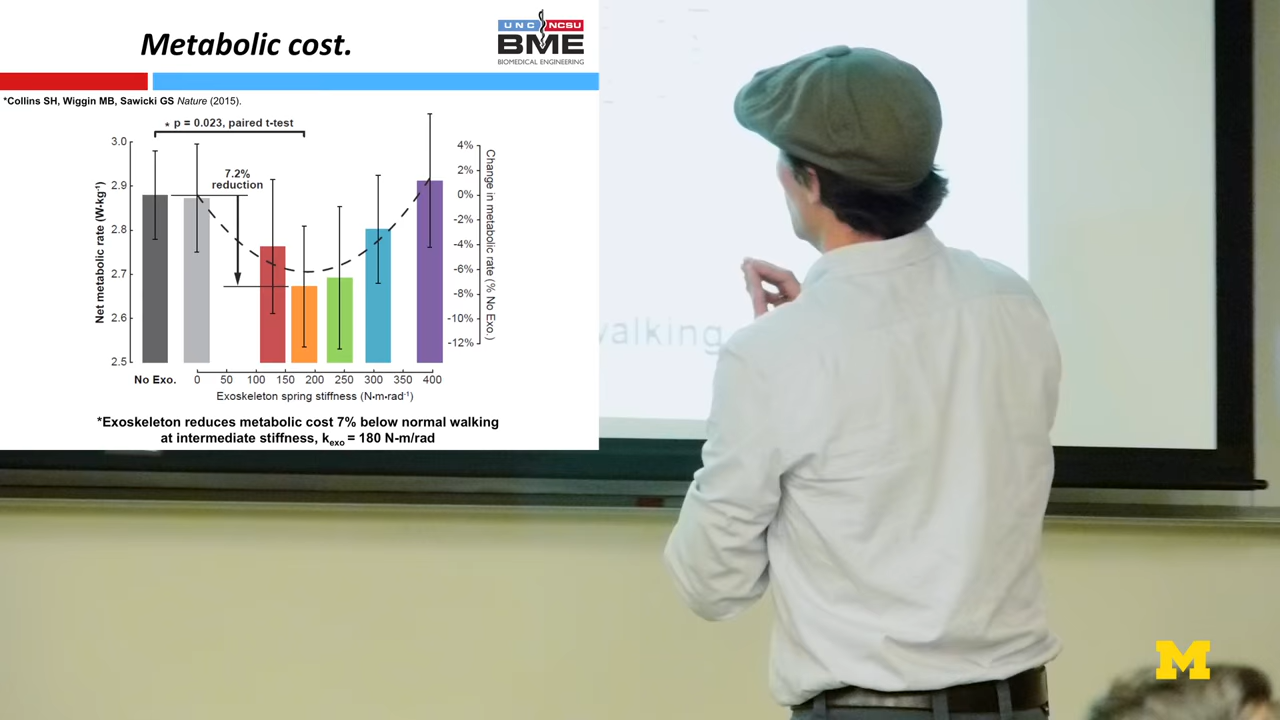 Metabolic cost.
UNC NCSU
BME
BIOMEDICAL ENGINEERING
*Collins SH, Wiggin MB, Sawicki GS Nature (2015).
* p = 0.023, paired t-test
7.2%
reduction
Net metabolic rate (W·kg⁻¹)
3.0
2.9
2.8
2.7
2.6
2.5
4%
2%
0%
-2%
-4%
-6%
-8%
-10%
-12%
Change in metabolic rate (% No Exo.)
No Exo. 0 50 100 150 200 250 300 350 400
Exoskeleton spring stiffness (N·m·rad⁻¹)
*Exoskeleton reduces metabolic cost 7% below normal walking
at intermediate stiffness, kexo = 180 N-m/rad
walking
M